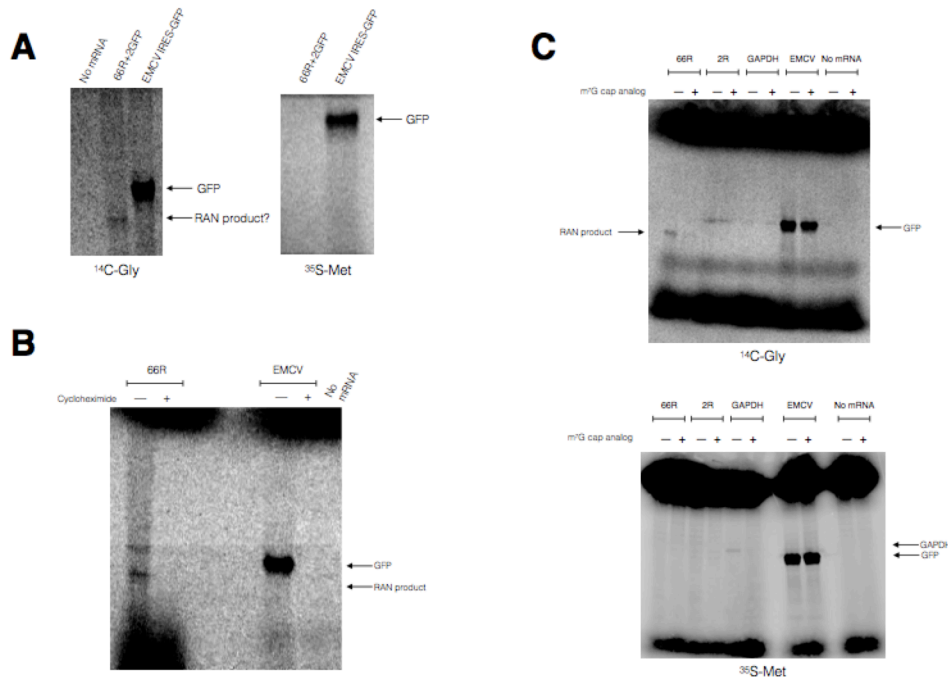 A
No mRNA
66R+2GFP
EMCV IRES-GFP
GFP
RAN product?
¹⁴C-Gly
66R+2GFP
EMCV IRES-GFP
GFP
³⁵S-Met
B
66R
EMCV
No mRNA
Cycloheximide
— +
— +
GFP
RAN product
C
66R 2R GAPDH EMCV No mRNA
m⁷G cap analog — + — + — + — + — +
RAN product
GFP
¹⁴C-Gly
66R 2R GAPDH EMCV No mRNA
m⁷G cap analog — + — + — + — + — +
GAPDH
GFP
³⁵S-Met